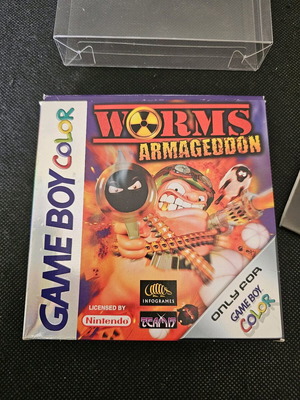 GAME BOY COLOR
WORMS
ARMAGEDDON
LICENSED BY
Nintendo
INFOGRAMES
TEAM17
ONLY FOR
GAME BOY
COLOR